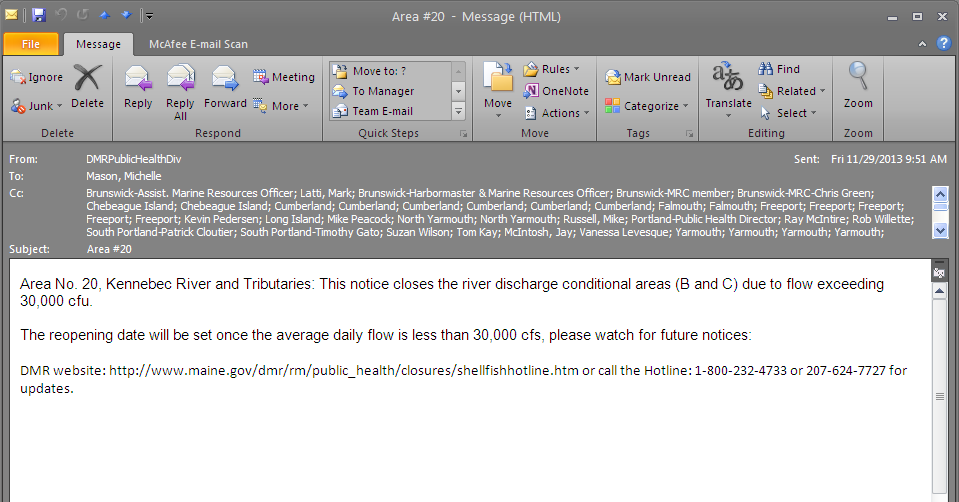 Area #20 - Message (HTML)
File Message McAfee E-mail Scan
Ignore Meeting Move to: ? Rules Mark Unread Find
To Manager OneNote Related
Junk Delete Reply Reply All Forward More Team E-mail Move Actions Categorize Translate Select Zoom
Delete Respond Quick Steps Move Tags Editing Zoom
From: DMRPublicHealthDiv Sent: Fri 11/29/2013 9:51 AM
To: Mason, Michelle
Cc: Brunswick-Assist. Marine Resources Officer; Latti, Mark; Brunswick-Harbormaster & Marine Resources Officer; Brunswick-MRC member; Brunswick-MRC-Chris Green;
Chebeague Island; Chebeague Island; Cumberland; Cumberland; Cumberland; Cumberland; Cumberland; Falmouth; Falmouth; Freeport; Freeport; Freeport;
Freeport; Freeport; Kevin Pedersen; Long Island; Mike Peacock; North Yarmouth; North Yarmouth; Russell, Mike; Portland-Public Health Director; Ray McIntire; Rob Willette;
South Portland-Patrick Cloutier; South Portland-Timothy Gato; Suzan Wilson; Tom Kay; McIntosh, Jay; Vanessa Levesque; Yarmouth; Yarmouth; Yarmouth; Yarmouth;
Subject: Area #20
Area No. 20, Kennebec River and Tributaries: This notice closes the river discharge conditional areas (B and C) due to flow exceeding
30,000 cfu.
The reopening date will be set once the average daily flow is less than 30,000 cfs, please watch for future notices:
DMR website: http://www.maine.gov/dmr/rm/public_health/closures/shellfishhotline.htm or call the Hotline: 1-800-232-4733 or 207-624-7727 for
updates.